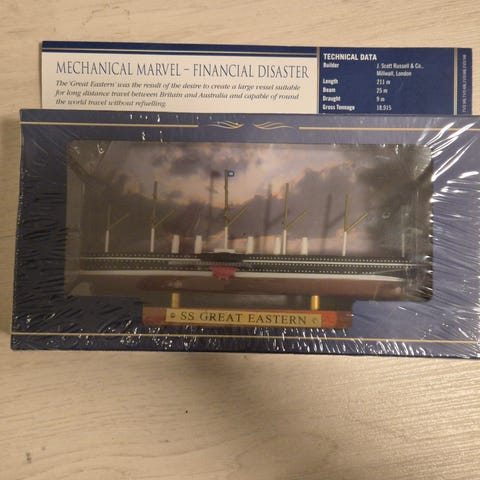 MECHANICAL MARVEL – FINANCIAL DISASTER
The 'Great Eastern' was the result of the desire to create a large vessel suitable
for long distance travel between Britain and Australia and capable of round
the world travel without refuelling.
TECHNICAL DATA
Builder J. Scott Russell & Co.,
Millwall, London
Length 211 m
Beam 25 m
Draught 9 m
Gross Tonnage 18,915
SS GREAT EASTERN